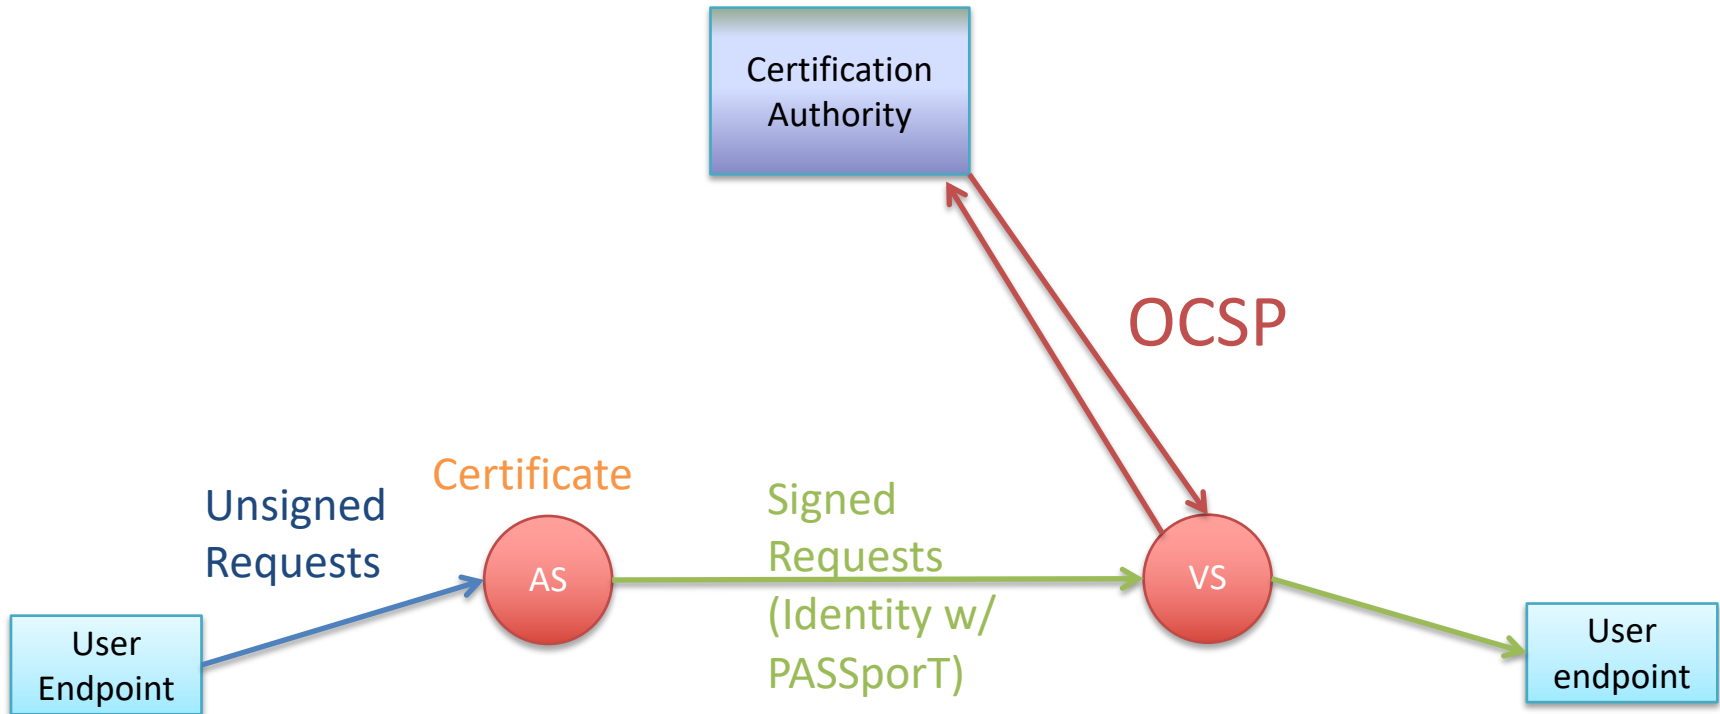 Certification
Authority
OCSP
Certificate
Unsigned
Requests
Signed
Requests
(Identity w/
PASSporT)
AS
VS
User
Endpoint
User
endpoint